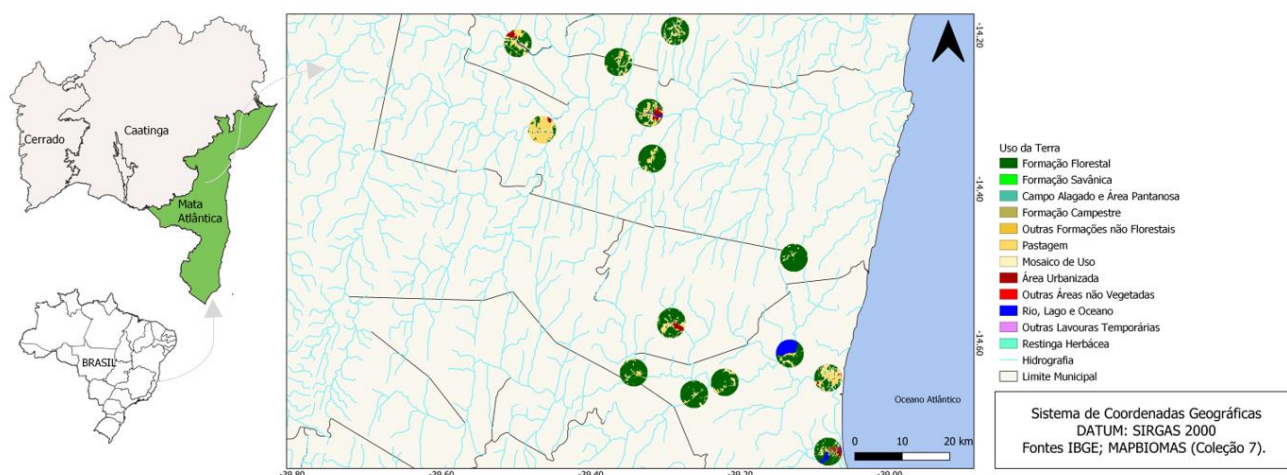 Cerrado
Caatinga
Mata
Atlântica
BRASIL
-14.20
-14.40
-14.60
-39.80
-39.60
-39.40
-39.20
-39.00
Oceano Atlântico
0 10 20 km
Uso da Terra
Formação Florestal
Formação Savânica
Campo Alagado e Área Pantanosa
Formação Campestre
Outras Formações não Florestais
Pastagem
Mosaico de Uso
Área Urbanizada
Outras Áreas não Vegetadas
Rio, Lago e Oceano
Outras Lavouras Temporárias
Restinga Herbácea
Hidrografia
Limite Municipal
Sistema de Coordenadas Geográficas
DATUM: SIRGAS 2000
Fontes IBGE; MAPBIOMAS (Coleção 7).